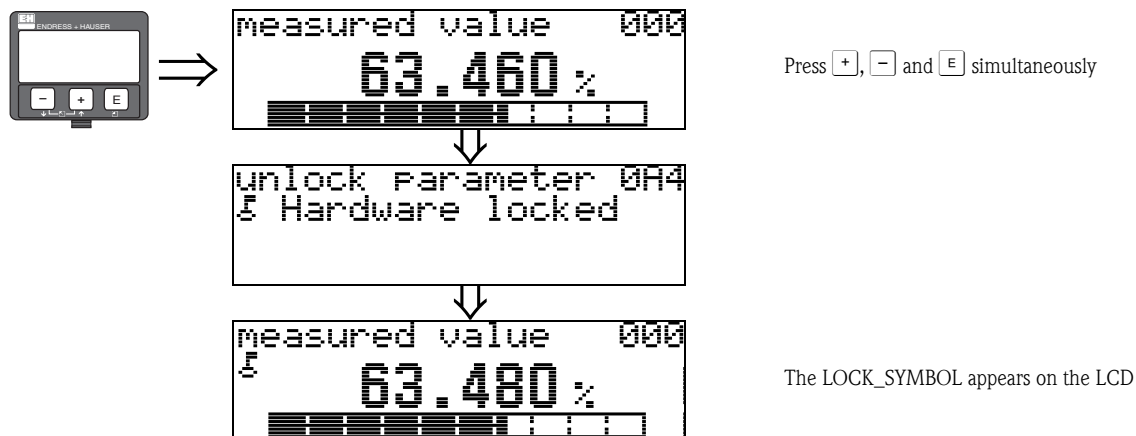 EH ENDRESS + HAUSER
- + E
measured value 000
63.460 %
Press +, - and E simultaneously
unlock parameter 0A4
Hardware locked
measured value 000
63.480 %
The LOCK_SYMBOL appears on the LCD